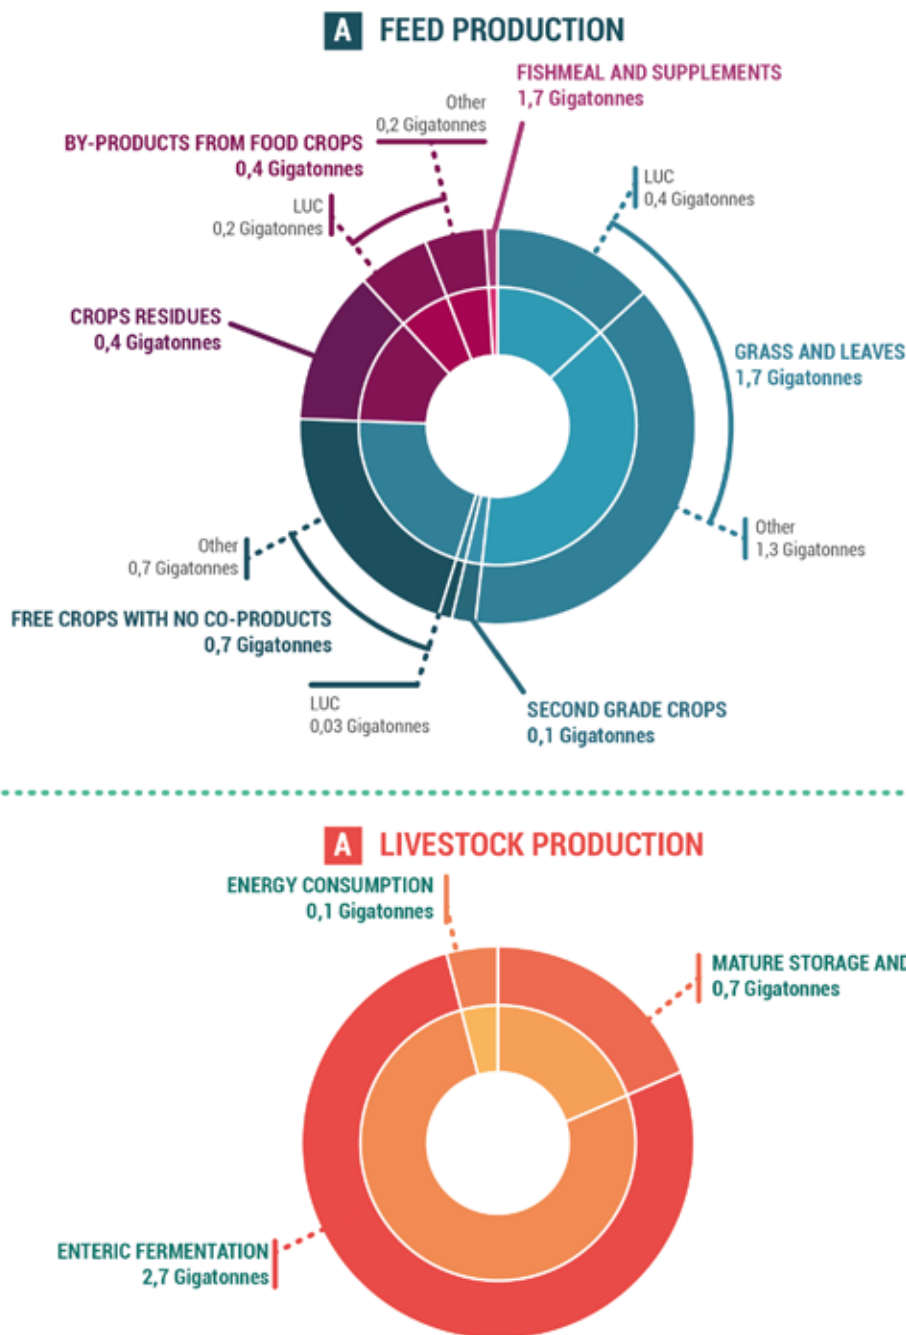 A FEED PRODUCTION
FISHMEAL AND SUPPLEMENTS
1,7 Gigatonnes
Other
0,2 Gigatonnes
BY-PRODUCTS FROM FOOD CROPS
0,4 Gigatonnes
LUC
0,2 Gigatonnes
LUC
0,4 Gigatonnes
CROPS RESIDUES
0,4 Gigatonnes
GRASS AND LEAVES
1,7 Gigatonnes
Other
0,7 Gigatonnes
Other
1,3 Gigatonnes
FREE CROPS WITH NO CO-PRODUCTS
0,7 Gigatonnes
LUC
0,03 Gigatonnes
SECOND GRADE CROPS
0,1 Gigatonnes
A LIVESTOCK PRODUCTION
ENERGY CONSUMPTION
0,1 Gigatonnes
MATURE STORAGE AND
0,7 Gigatonnes
ENTERIC FERMENTATION
2,7 Gigatonnes